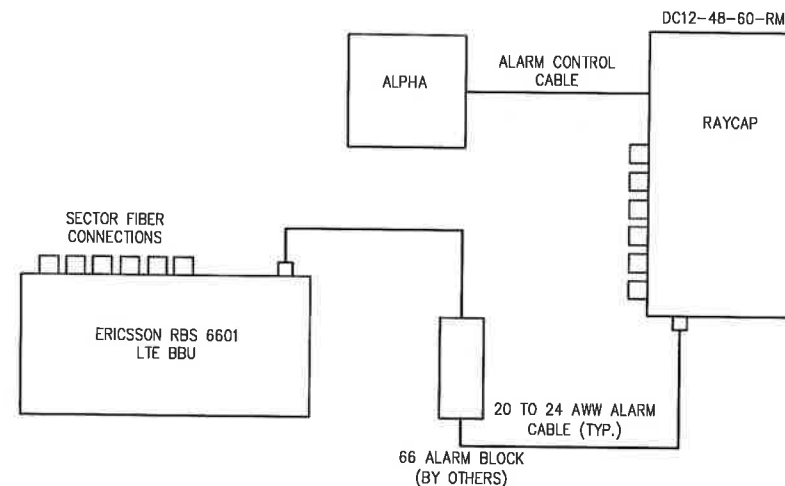 DC12-48-60-RM
ALPHA
ALARM CONTROL
CABLE
RAYCAP
SECTOR FIBER
CONNECTIONS
ERICSSON RBS 6601
LTE BBU
20 TO 24 AWW ALARM
CABLE (TYP.)
66 ALARM BLOCK
(BY OTHERS)